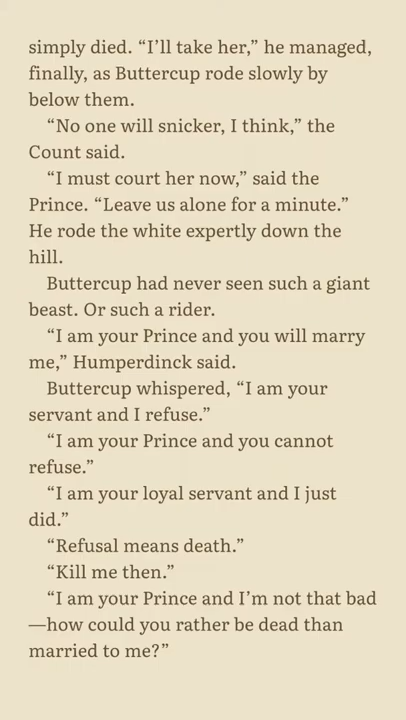 simply died. “I’ll take her,” he managed,
finally, as Buttercup rode slowly by
below them.
“No one will snicker, I think,” the
Count said.
“I must court her now,” said the
Prince. “Leave us alone for a minute.”
He rode the white expertly down the
hill.
Buttercup had never seen such a giant
beast. Or such a rider.
“I am your Prince and you will marry
me,” Humperdinck said.
Buttercup whispered, “I am your
servant and I refuse.”
“I am your Prince and you cannot
refuse.”
“I am your loyal servant and I just
did.”
“Refusal means death.”
“Kill me then.”
“I am your Prince and I’m not that bad
—how could you rather be dead than
married to me?”